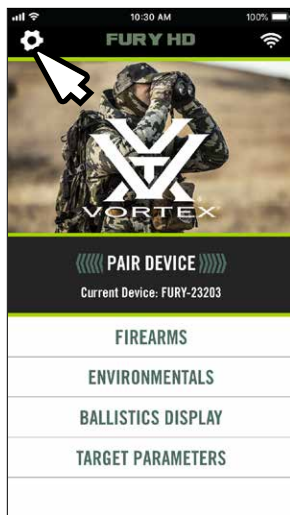 10:30 AM
100%
FURY HD
VORTEX
PAIR DEVICE
Current Device: FURY-23203
FIREARMS
ENVIRONMENTALS
BALLISTICS DISPLAY
TARGET PARAMETERS